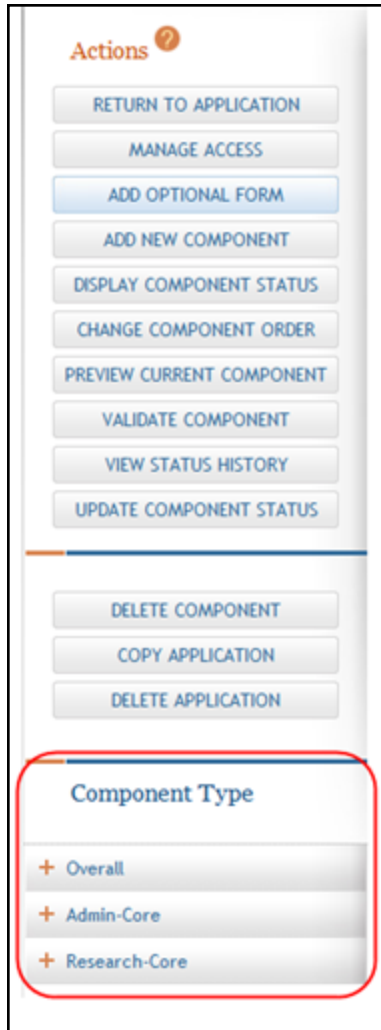 Actions ?
RETURN TO APPLICATION
MANAGE ACCESS
ADD OPTIONAL FORM
ADD NEW COMPONENT
DISPLAY COMPONENT STATUS
CHANGE COMPONENT ORDER
PREVIEW CURRENT COMPONENT
VALIDATE COMPONENT
VIEW STATUS HISTORY
UPDATE COMPONENT STATUS
DELETE COMPONENT
COPY APPLICATION
DELETE APPLICATION
Component Type
+ Overall
+ Admin-Core
+ Research-Core